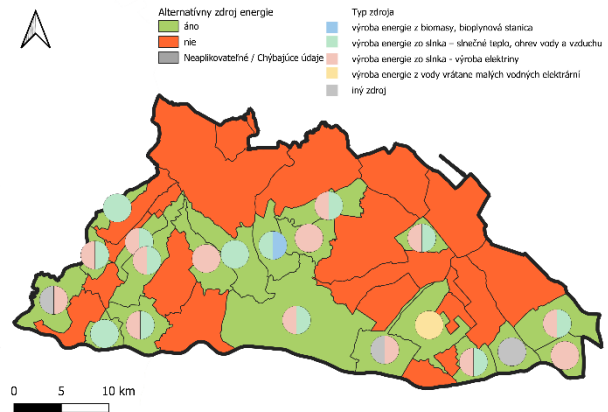 Alternatívny zdroj energie
áno
nie
Neaplikovateľné / Chýbajúce údaje
Typ zdroja
výroba energie z biomasy, bioplynová stanica
výroba energie zo slnka – slnečné teplo, ohrev vody a vzduchu
výroba energie zo slnka - výroba elektriny
výroba energie z vody vrátane malých vodných elektrární
iný zdroj
0 5 10 km